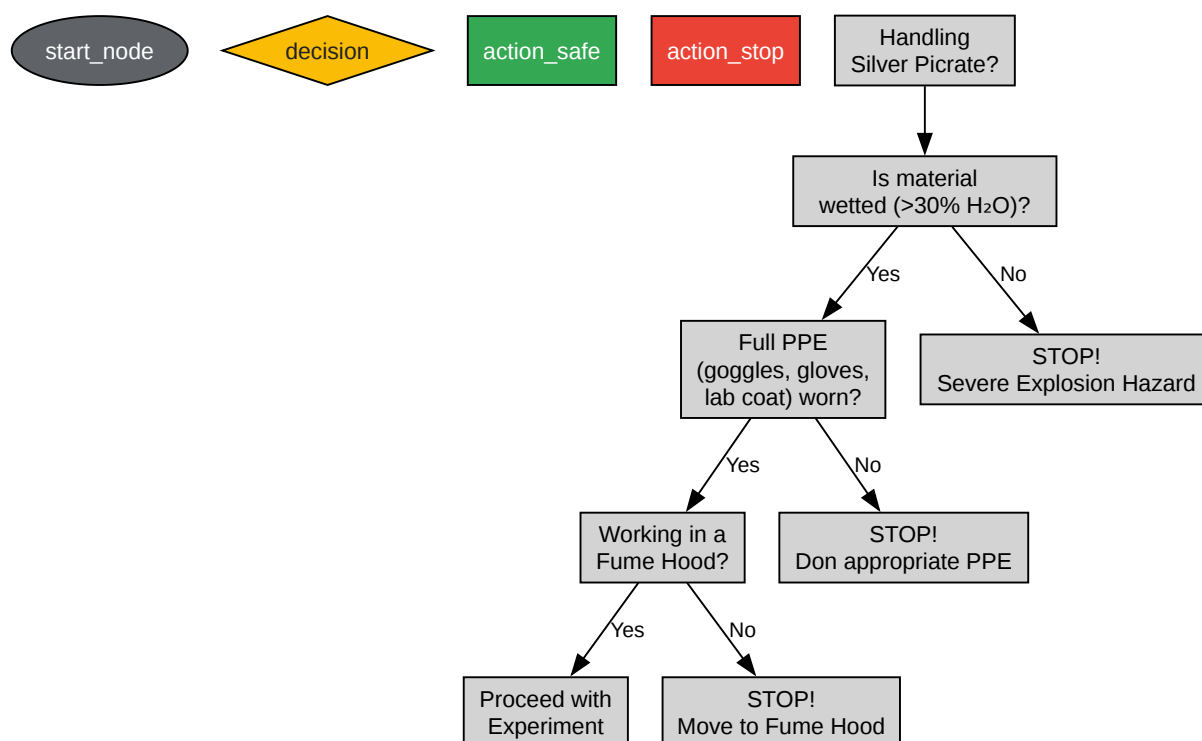 start_node
decision
action_safe
action_stop
Handling
Silver Picrate?
Is material
wetted (>30% H₂O)?
Yes
No
Full PPE
(goggles, gloves,
lab coat) worn?
STOP!
Severe Explosion Hazard
Yes
No
Working in a
Fume Hood?
STOP!
Don appropriate PPE
Yes
No
Proceed with
Experiment
STOP!
Move to Fume Hood